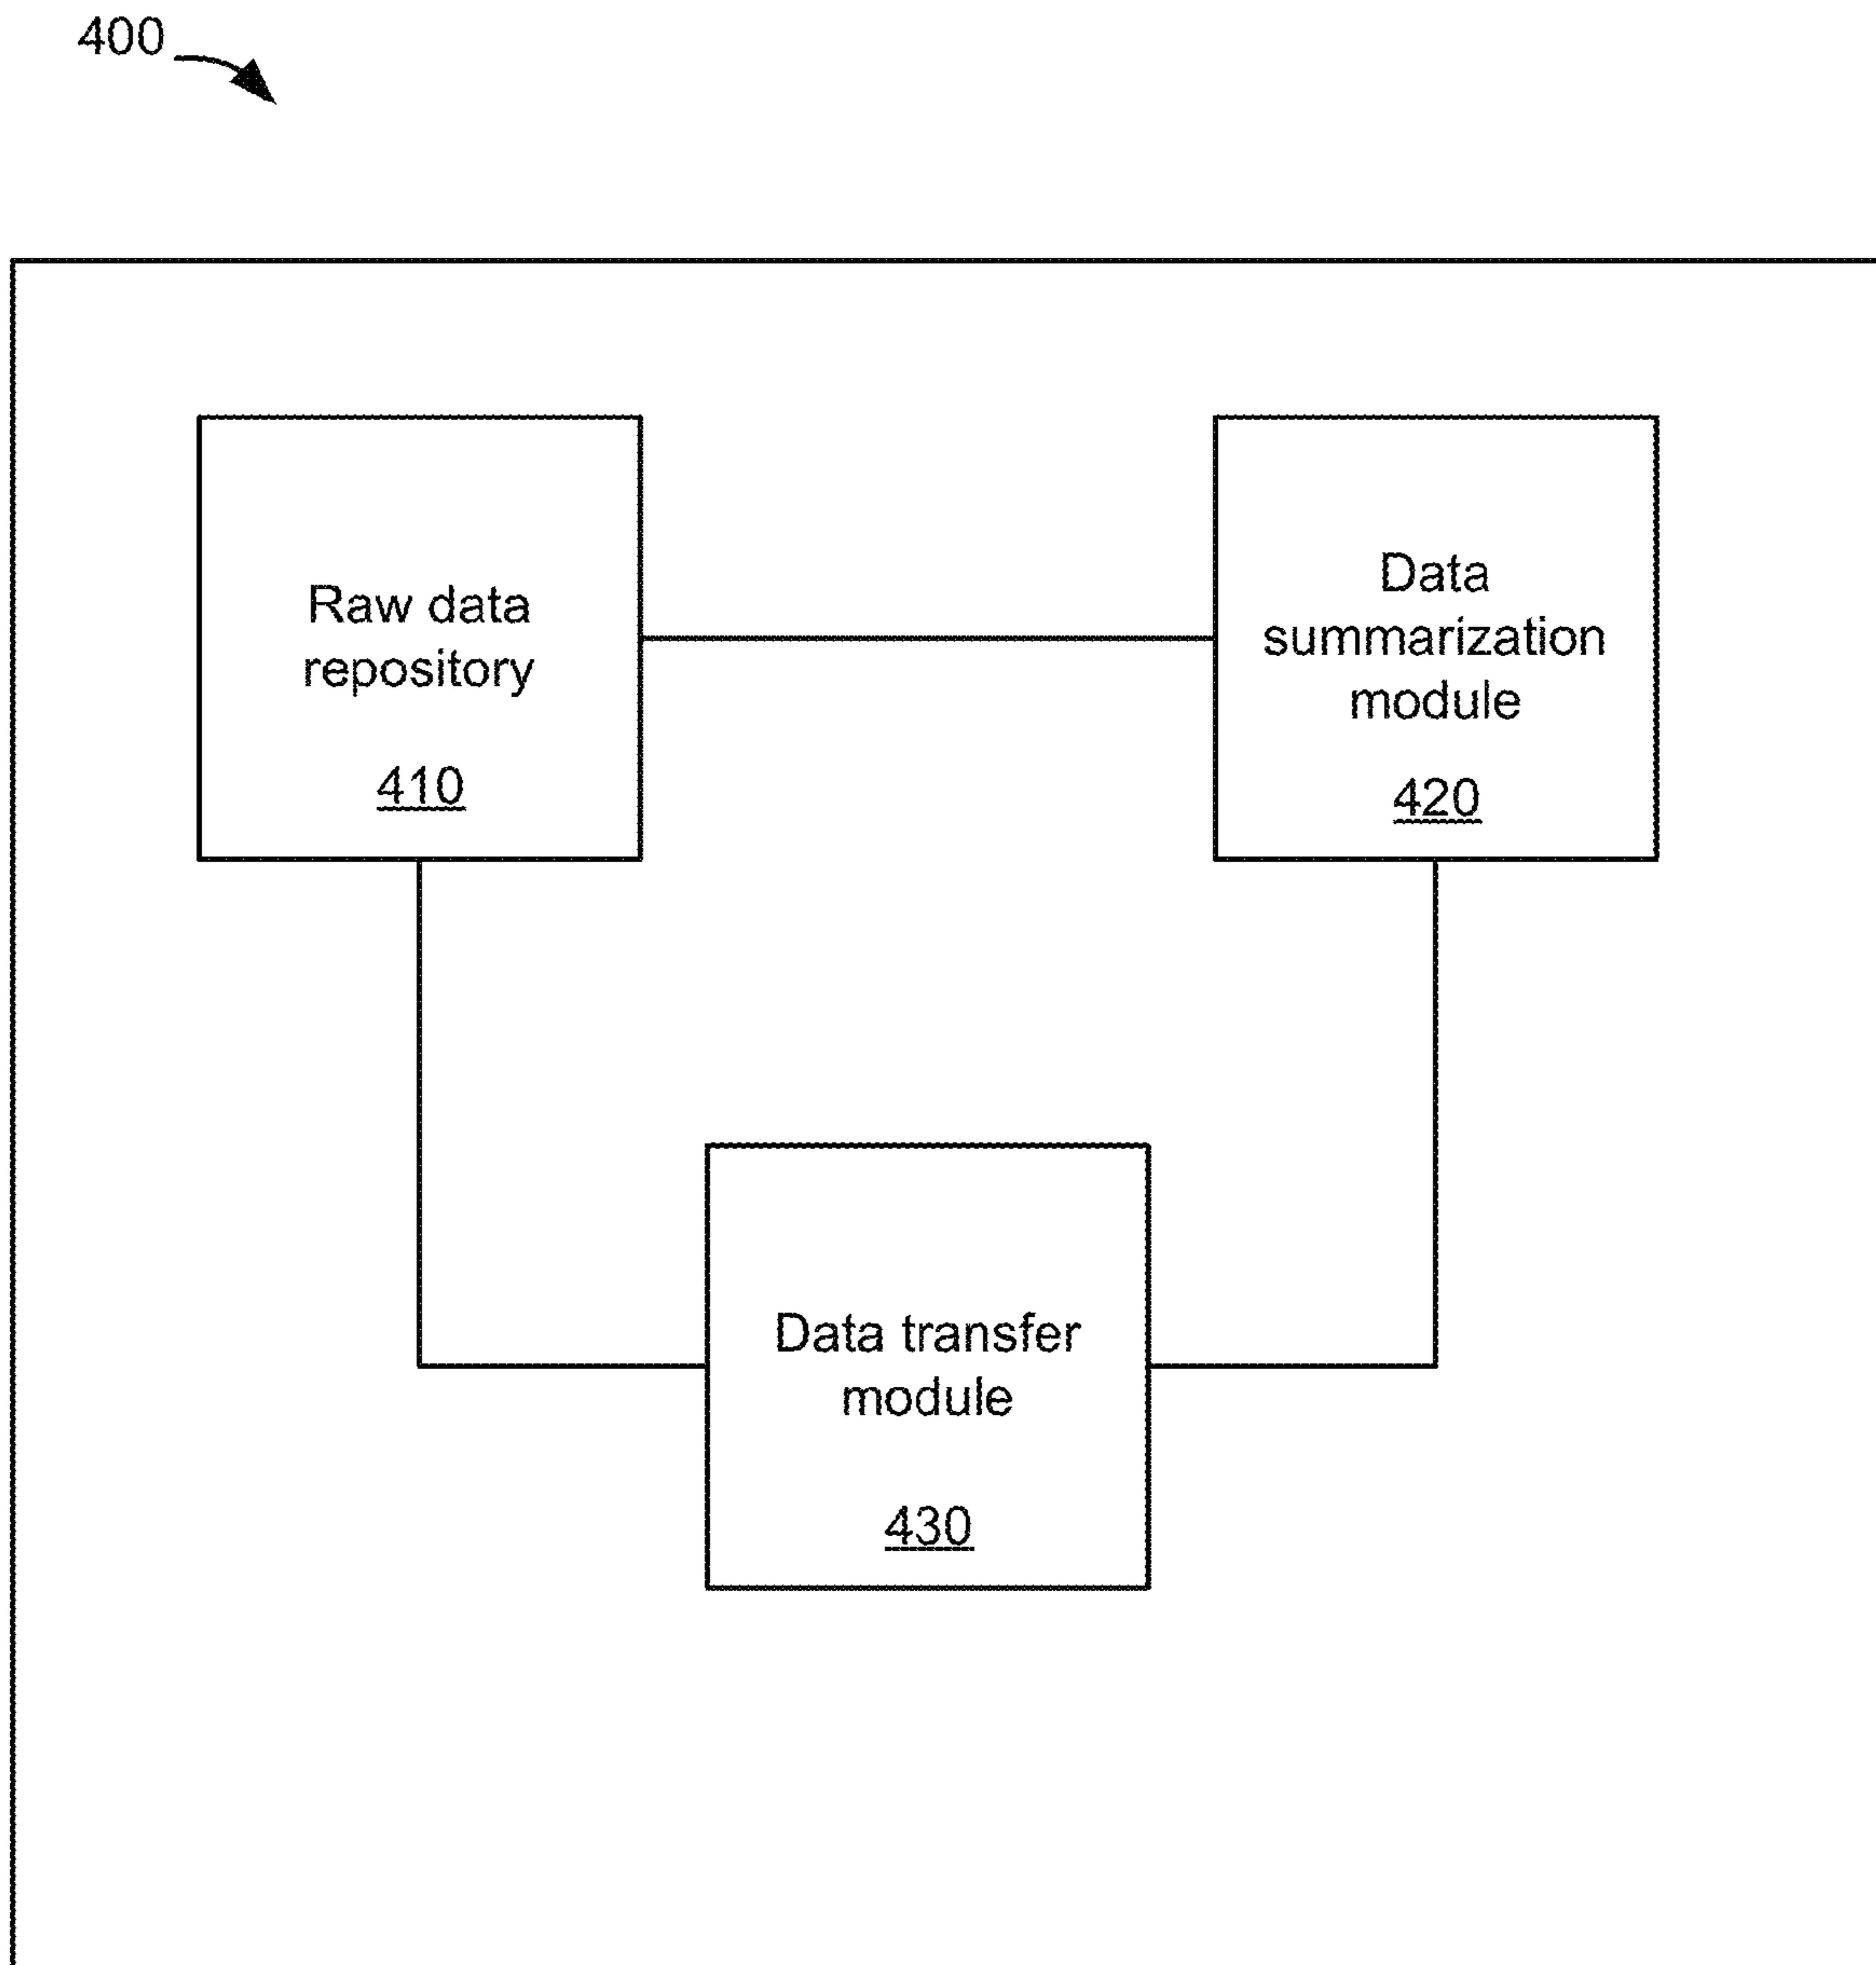 400
Raw data
repository
410
Data
summarization
module
420
Data transfer
module
430